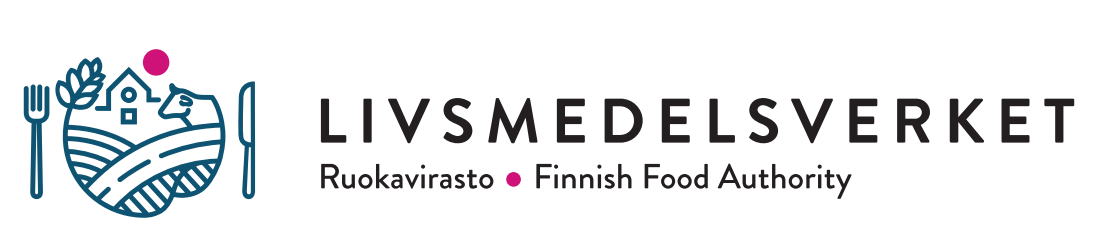 LIVSMEDELSVERKET
Ruokavirasto • Finnish Food Authority